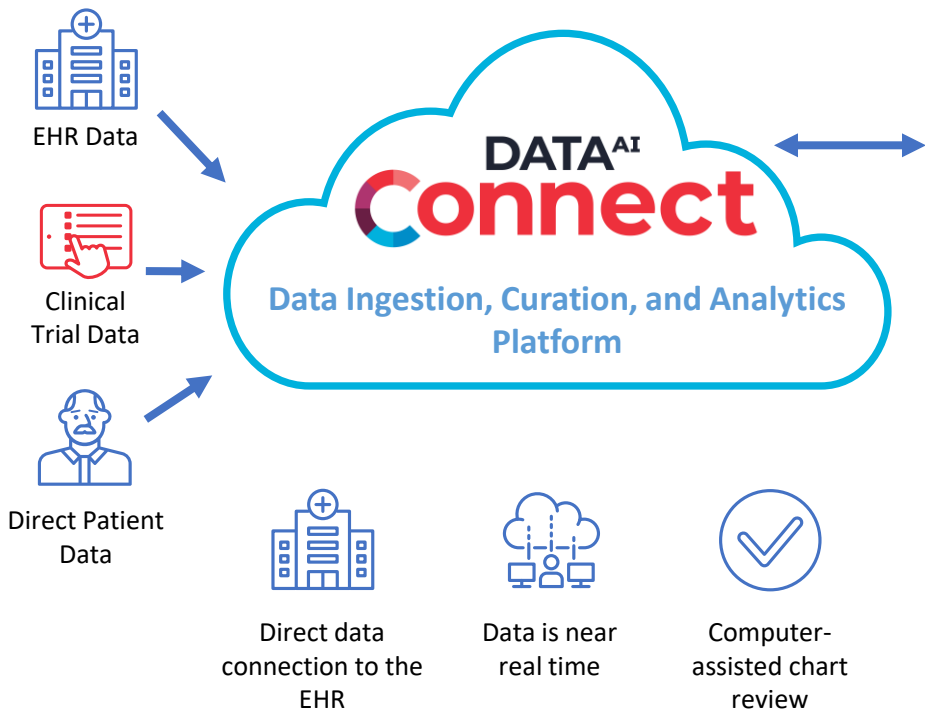 EHR Data
Clinical
Trial Data
Direct Patient
Data
DATA AI
Connect
Data Ingestion, Curation, and Analytics
Platform
Direct data
connection to the
EHR
Data is near
real time
Computer-
assisted chart
review